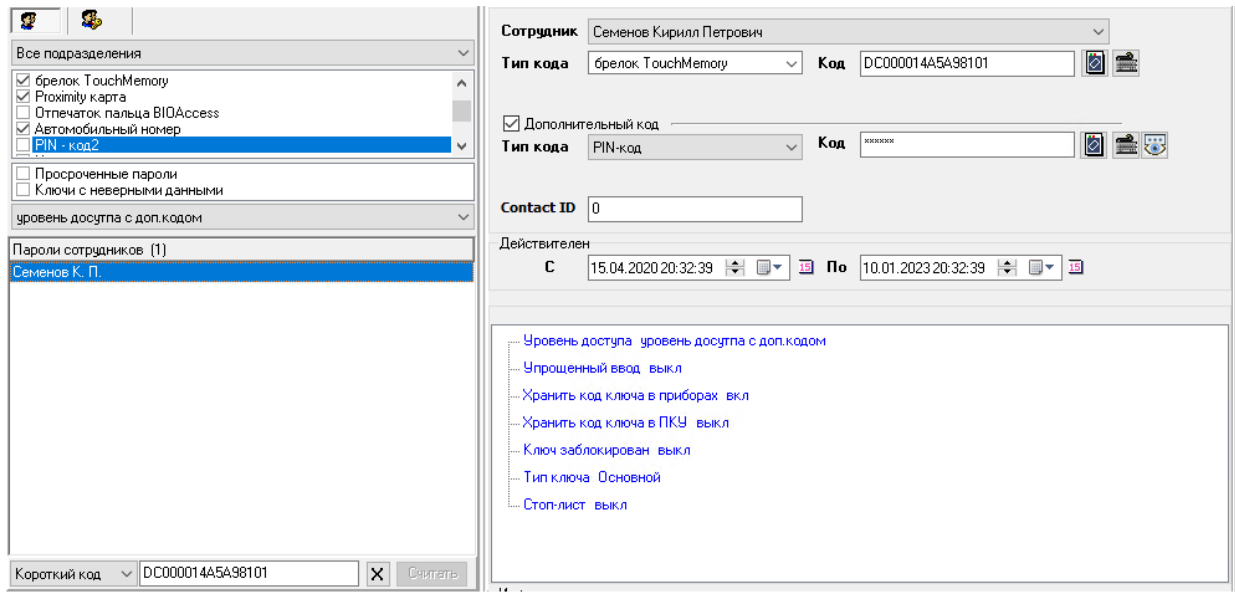 Все подразделения
брелок TouchMemory
Proximity карта
Отпечаток пальца BIOAccess
Автомобильный номер
PIN - код2
Просроченные пароли
Ключи с неверными данными
уровень досутпа с доп.кодом
Пароли сотрудников (1)
Семенов К. П.
Короткий код DC000014A5A98101 X Считать
Сотрудник Семенов Кирилл Петрович
Тип кода брелок TouchMemory Код DC000014A5A98101
Дополнительный код
Тип кода PIN-код Код ******
Contact ID 0
Действителен
С 15.04.2020 20:32:39 15 По 10.01.2023 20:32:39 15
Уровень доступа уровень досутпа с доп.кодом
Упрощенный ввод выкл
Хранить код ключа в приборах вкл
Хранить код ключа в ПКУ выкл
Ключ заблокирован выкл
Тип ключа Основной
Стоп-лист выкл